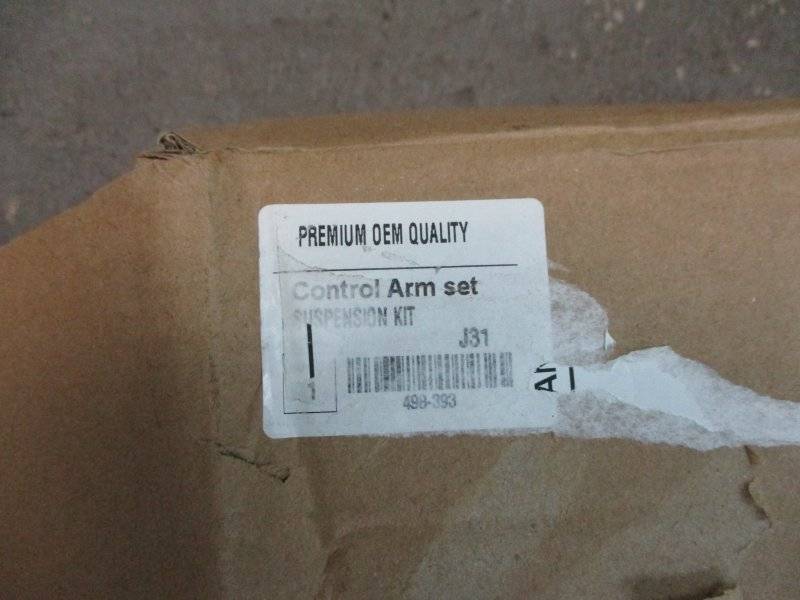 PREMIUM OEM QUALITY
Control Arm set
SUSPENSION KIT
J31
1
498-393